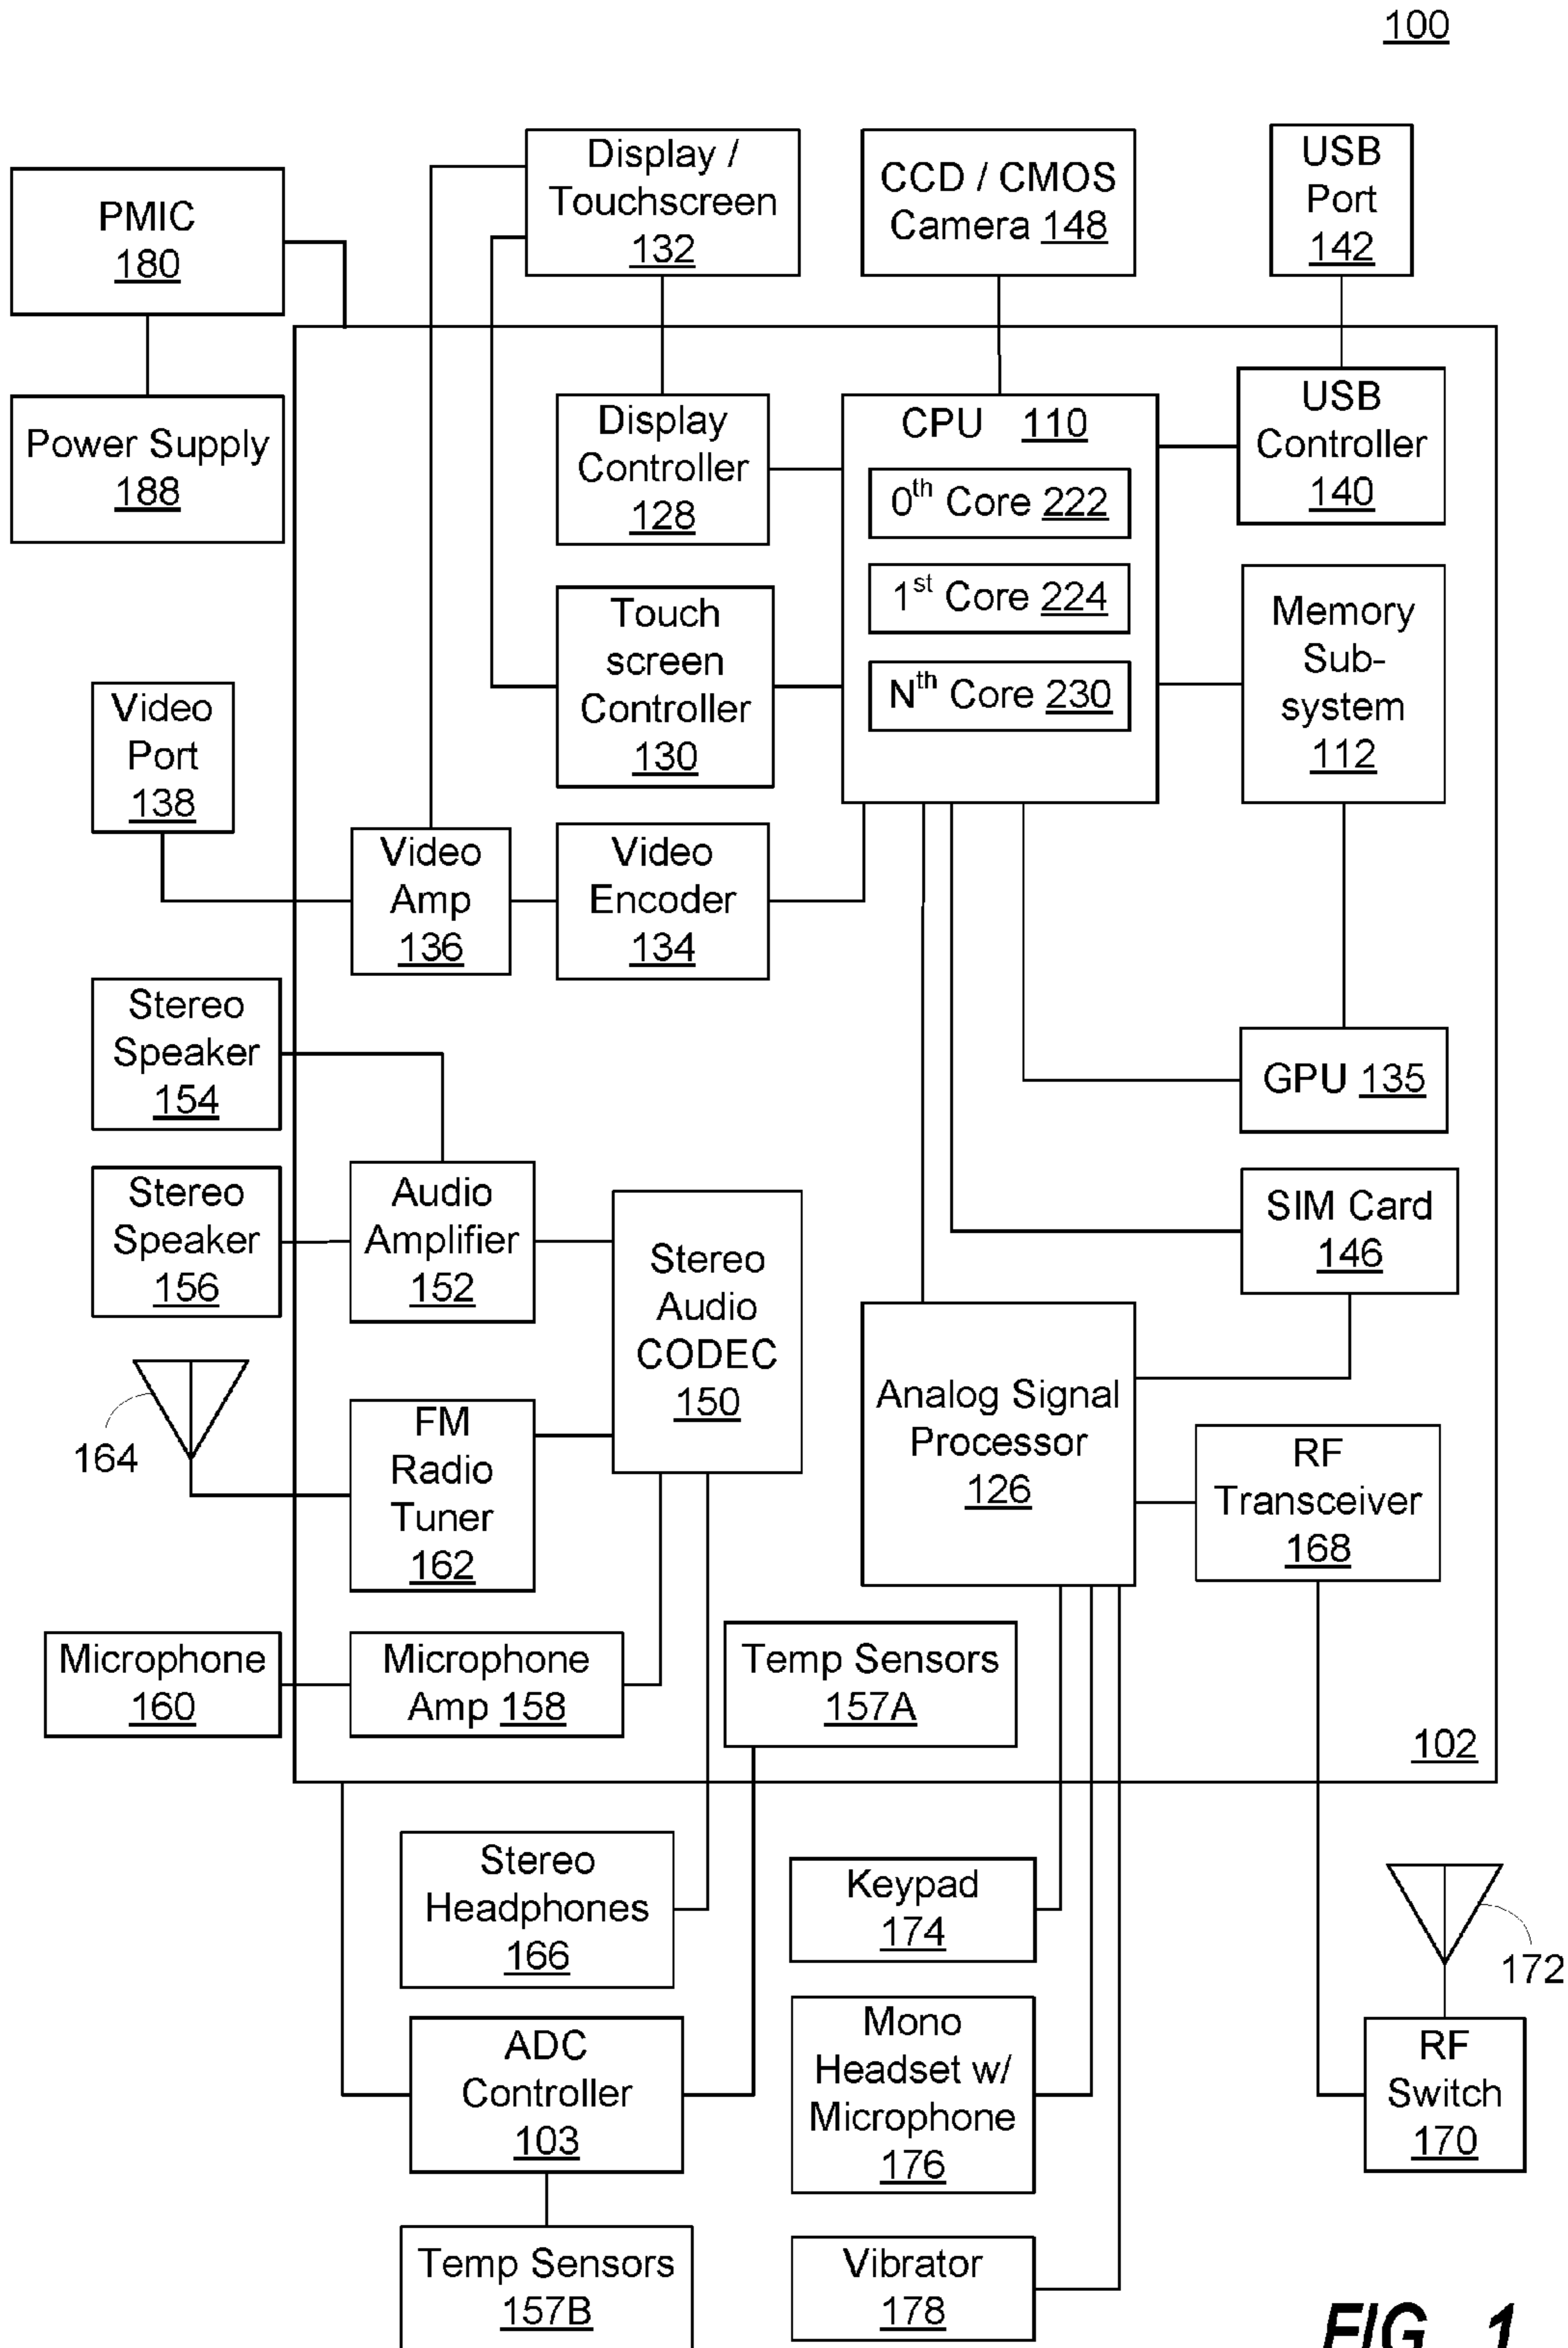 100
Display /
Touchscreen
132
CCD / CMOS
Camera 148
USB
Port
142
PMIC
180
Power Supply
188
Display
Controller
128
CPU 110
0th Core 222
1st Core 224
Nth Core 230
USB
Controller
140
Touch
screen
Controller
130
Memory
Sub-
system
112
Video
Port
138
Video
Amp
136
Video
Encoder
134
Stereo
Speaker
154
GPU 135
Stereo
Speaker
156
Audio
Amplifier
152
Stereo
Audio
CODEC
150
SIM Card
146
164
FM
Radio
Tuner
162
Analog Signal
Processor
126
RF
Transceiver
168
Microphone
160
Microphone
Amp 158
Temp Sensors
157A
102
Stereo
Headphones
166
Keypad
174
172
ADC
Controller
103
Mono
Headset w/
Microphone
176
RF
Switch
170
Temp Sensors
157B
Vibrator
178
FIG. 1